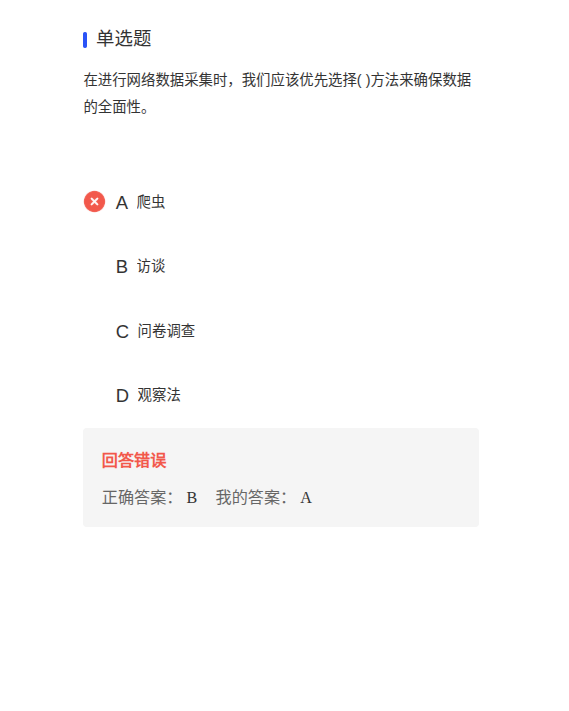 单选题
在进行网络数据采集时，我们应该优先选择( )方法来确保数据
的全面性。
A 爬虫
B 访谈
C 问卷调查
D 观察法
回答错误
正确答案： B 我的答案： A